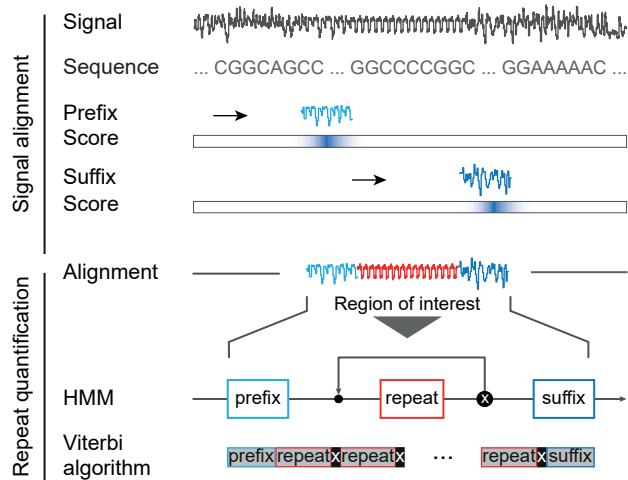 Signal alignment
Signal
Sequence ... CGGCAGCC ... GGCCCCGGC ... GGAAAAAC ...
Prefix
Score
Suffix
Score
Repeat quantification
Alignment
Region of interest
HMM prefix repeat x suffix
Viterbi
algorithm
prefix repeat x repeat x ... repeat x suffix